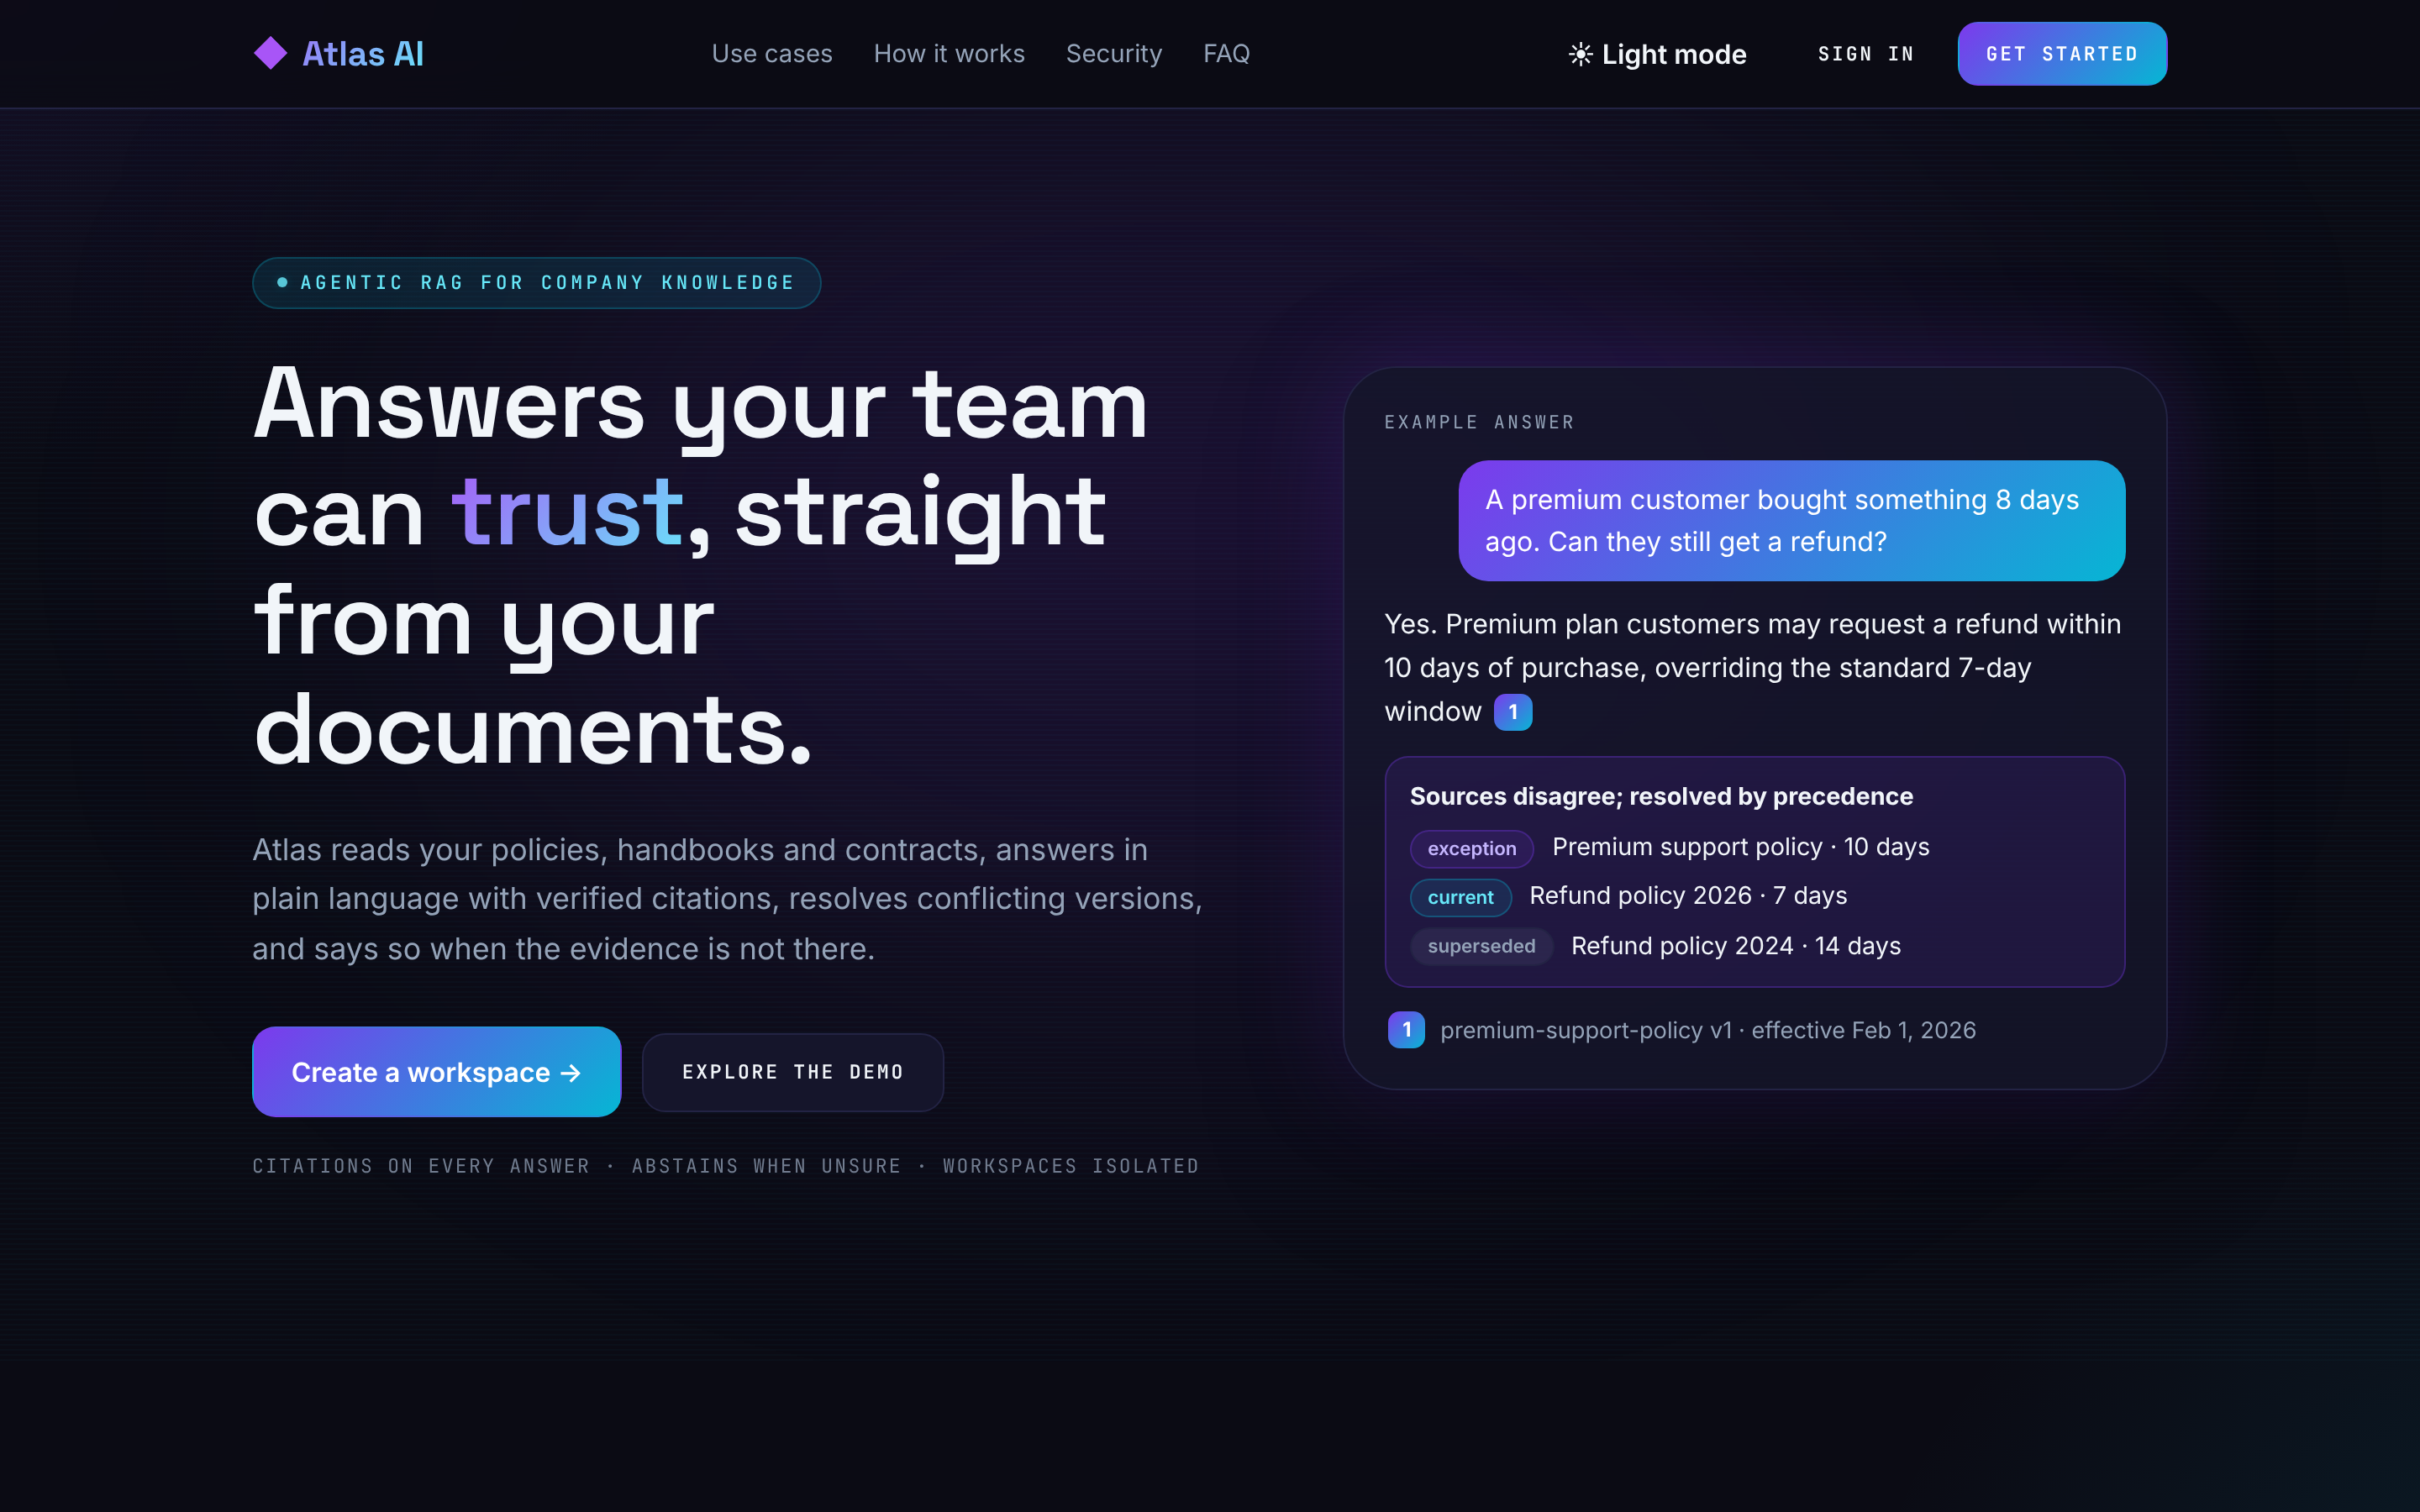 Atlas AI
Use cases
How it works
Security
FAQ
Light mode
SIGN IN
GET STARTED
AGENTIC RAG FOR COMPANY KNOWLEDGE
Answers your team
can trust, straight
from your
documents.
Atlas reads your policies, handbooks and contracts, answers in
plain language with verified citations, resolves conflicting versions,
and says so when the evidence is not there.
Create a workspace →
EXPLORE THE DEMO
CITATIONS ON EVERY ANSWER · ABSTAINS WHEN UNSURE · WORKSPACES ISOLATED
EXAMPLE ANSWER
A premium customer bought something 8 days
ago. Can they still get a refund?
Yes. Premium plan customers may request a refund within
10 days of purchase, overriding the standard 7-day
window 1
Sources disagree; resolved by precedence
exception Premium support policy · 10 days
current Refund policy 2026 · 7 days
superseded Refund policy 2024 · 14 days
1 premium-support-policy v1 · effective Feb 1, 2026